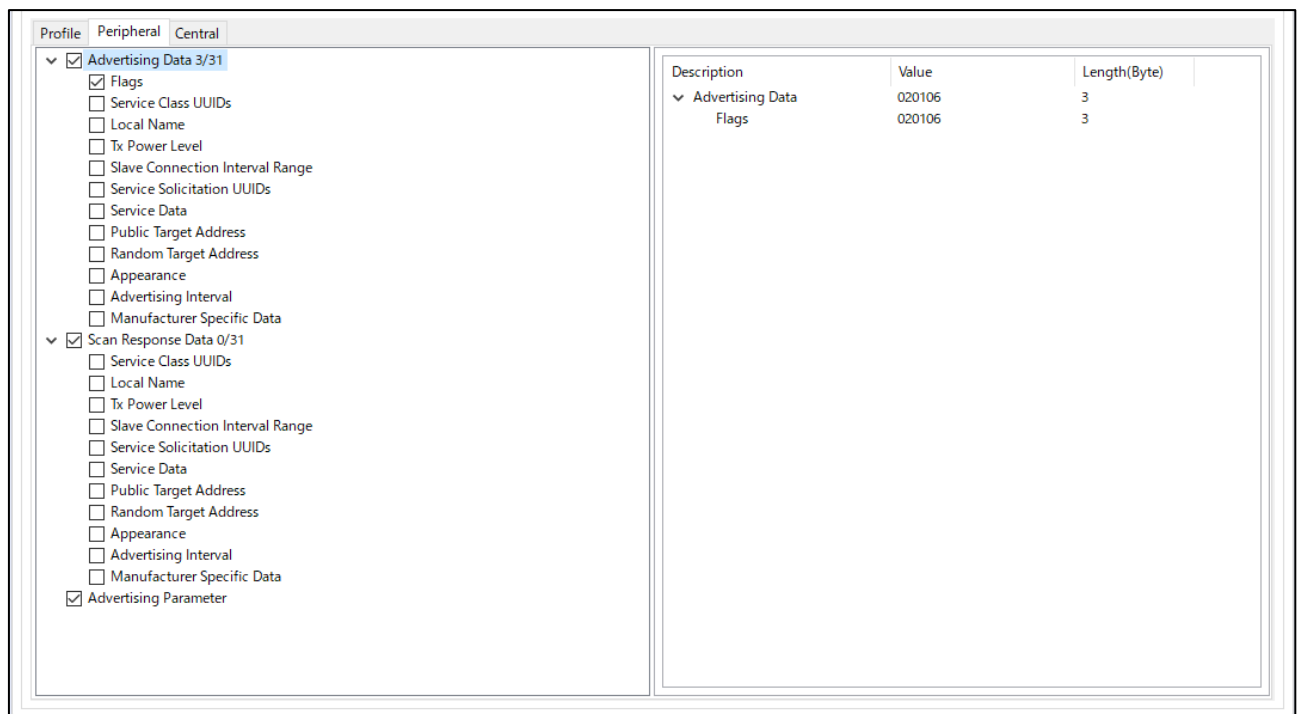 Profile Peripheral Central
Advertising Data 3/31
Flags
Service Class UUIDs
Local Name
Tx Power Level
Slave Connection Interval Range
Service Solicitation UUIDs
Service Data
Public Target Address
Random Target Address
Appearance
Advertising Interval
Manufacturer Specific Data
Scan Response Data 0/31
Service Class UUIDs
Local Name
Tx Power Level
Slave Connection Interval Range
Service Solicitation UUIDs
Service Data
Public Target Address
Random Target Address
Appearance
Advertising Interval
Manufacturer Specific Data
Advertising Parameter
Description Value Length(Byte)
Advertising Data 020106 3
Flags 020106 3